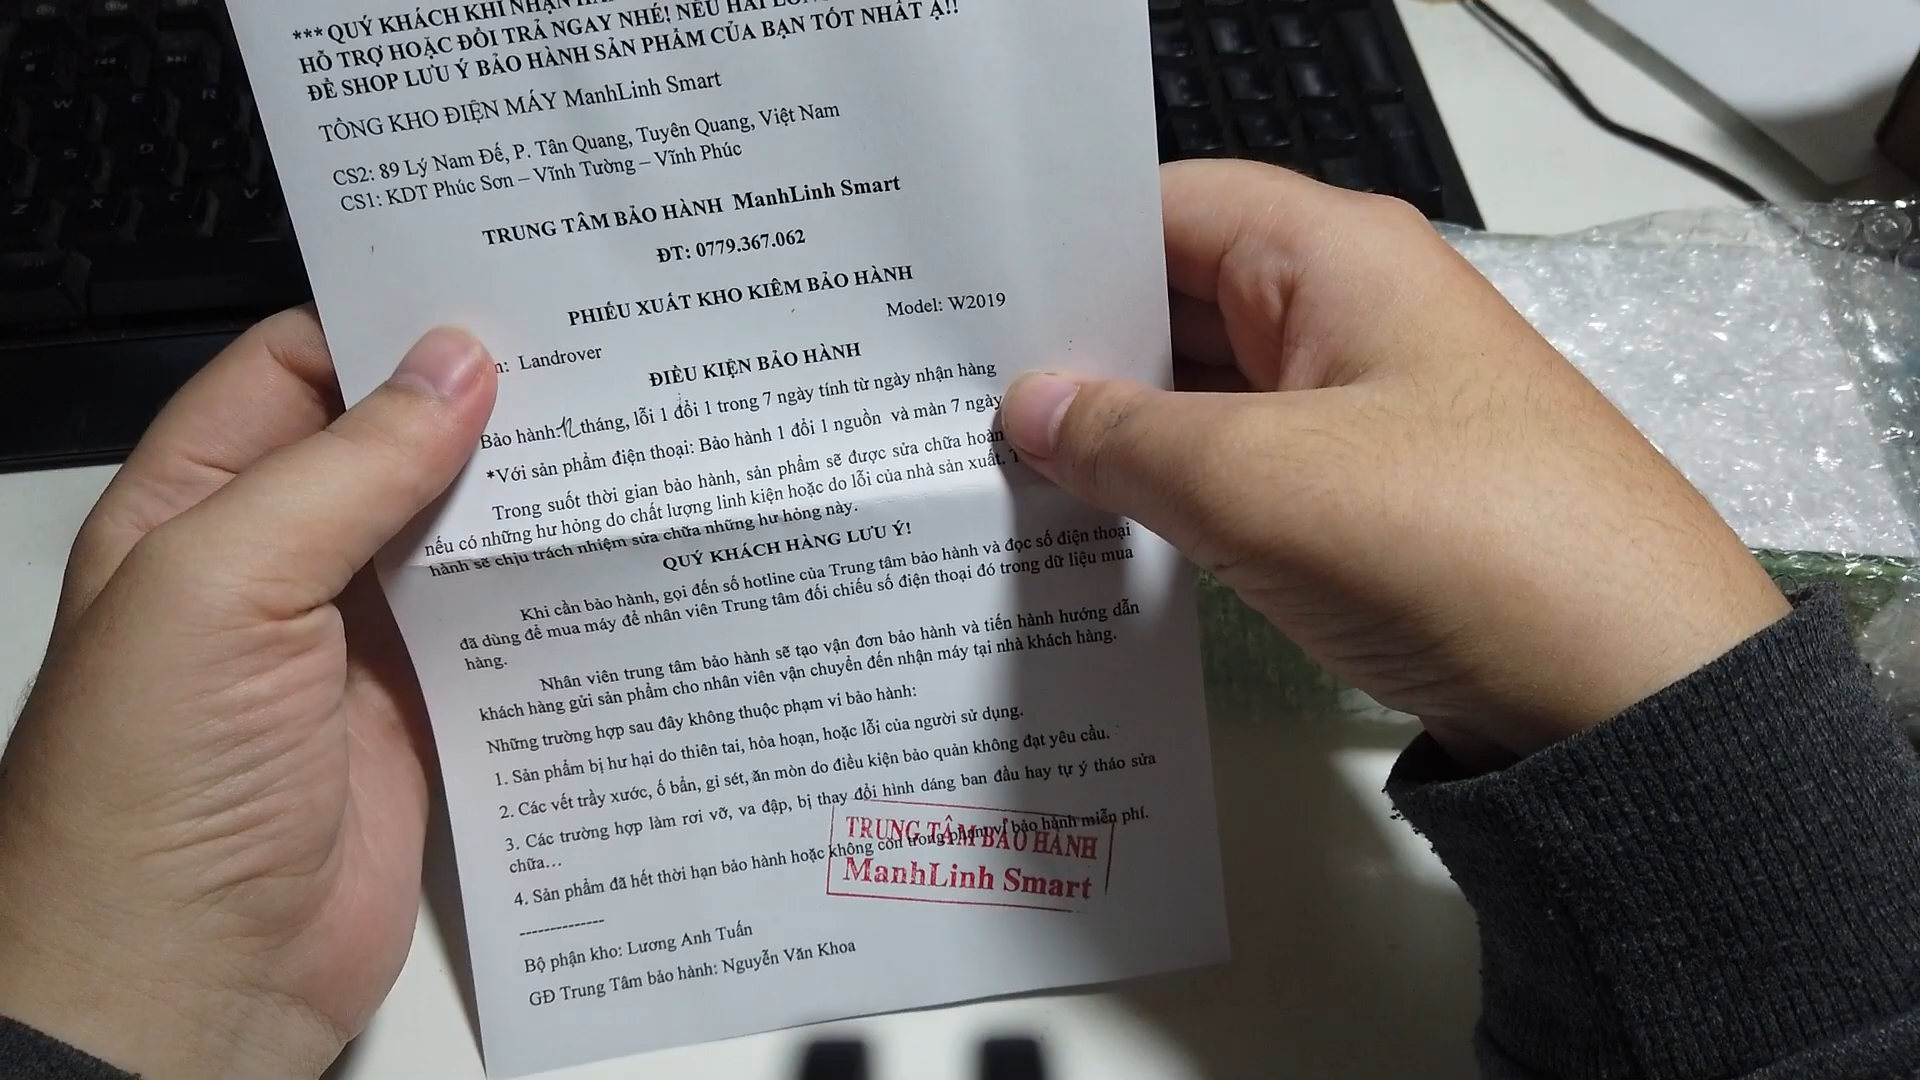 *** QUÝ KHÁCH KHI NHẬN
HỖ TRỢ HOẶC ĐỔI TRẢ NGAY NHÉ! NẾU HÀI
ĐỂ SHOP LƯU Ý BẢO HÀNH SẢN PHẨM CỦA BẠN TỐT NHẤT Ạ!!
TỔNG KHO ĐIỆN MÁY ManhLinh Smart
CS2: 89 Lý Nam Đế, P. Tân Quang, Tuyên Quang, Việt Nam
CS1: KDT Phúc Sơn – Vĩnh Tường – Vĩnh Phúc
TRUNG TÂM BẢO HÀNH ManhLinh Smart
ĐT: 0779.367.062
PHIẾU XUẤT KHO KIÊM BẢO HÀNH
Landrover Model: W2019
ĐIỀU KIỆN BẢO HÀNH
Bảo hành:12 tháng, lỗi 1 đổi 1 trong 7 ngày tính từ ngày nhận hàng
*Với sản phẩm điện thoại: Bảo hành 1 đổi 1 nguồn và màn 7 ngày
Trong suốt thời gian bảo hành, sản phẩm sẽ được sửa chữa hoàn
nếu có những hư hỏng do chất lượng linh kiện hoặc do lỗi của nhà sản xuất.
hành sẽ chịu trách nhiệm sửa chữa những hư hỏng này.
QUÝ KHÁCH HÀNG LƯU Ý!
Khi cần bảo hành, gọi đến số hotline của Trung tâm bảo hành và đọc số điện thoại
đã dùng để mua máy để nhân viên Trung tâm đối chiếu số điện thoại đó trong dữ liệu mua
hàng.
Nhân viên trung tâm bảo hành sẽ tạo vận đơn bảo hành và tiến hành hướng dẫn
khách hàng gửi sản phẩm cho nhân viên vận chuyển đến nhận máy tại nhà khách hàng.
Những trường hợp sau đây không thuộc phạm vi bảo hành:
1. Sản phẩm bị hư hại do thiên tai, hỏa hoạn, hoặc lỗi của người sử dụng.
2. Các vết trầy xước, ố bẩn, gỉ sét, ăn mòn do điều kiện bảo quản không đạt yêu cầu.
3. Các trường hợp làm rơi vỡ, va đập, bị thay đổi hình dáng ban đầu hay tự ý tháo sửa
chữa…
4. Sản phẩm đã hết thời hạn bảo hành hoặc không còn trong phạm vi bảo hành miễn phí.
TRUNG TÂM BẢO HÀNH
ManhLinh Smart
--------------
Bộ phận kho: Lương Anh Tuấn
GĐ Trung Tâm bảo hành: Nguyễn Văn Khoa